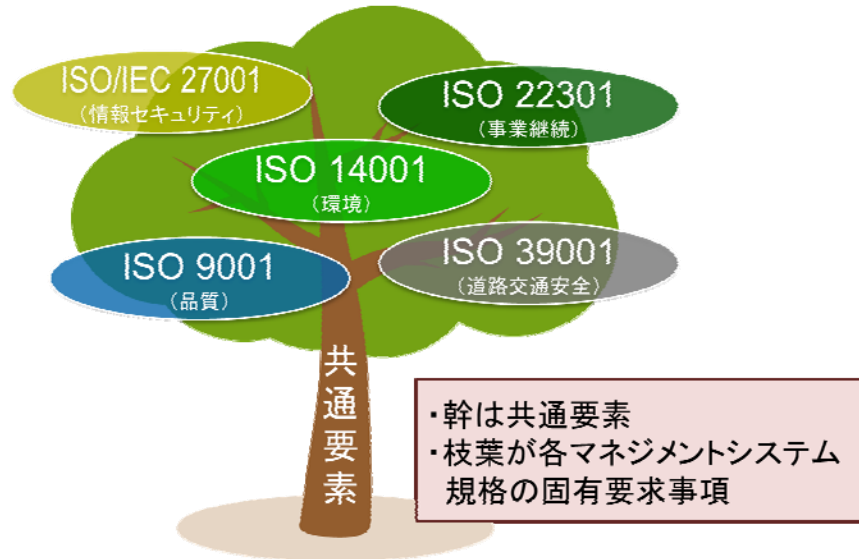 ISO/IEC 27001
（情報セキュリティ）
ISO 22301
（事業継続）
ISO 14001
（環境）
ISO 9001
（品質）
ISO 39001
（道路交通安全）
共通要素
・幹は共通要素
・枝葉が各マネジメントシステム
規格の固有要求事項